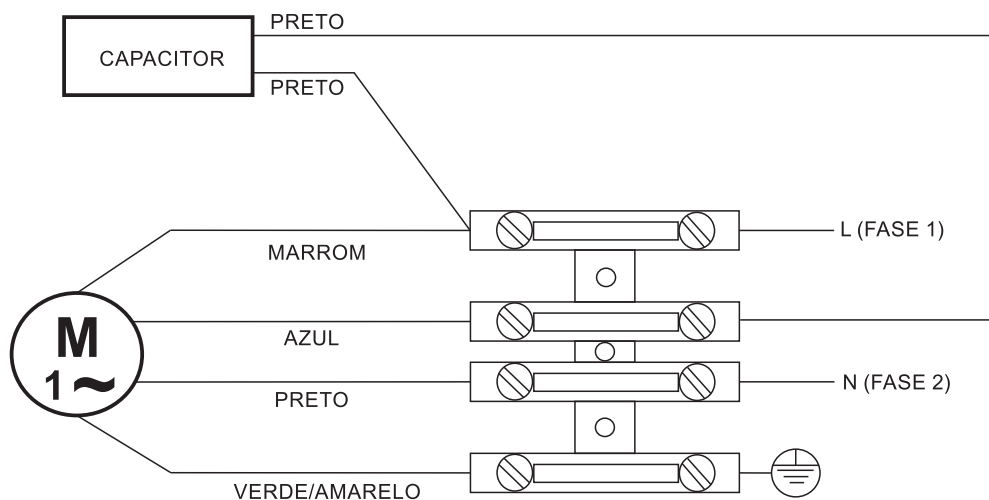 PRETO
CAPACITOR
PRETO
L (FASE 1)
MARROM
M
1~
AZUL
PRETO
N (FASE 2)
VERDE/AMARELO